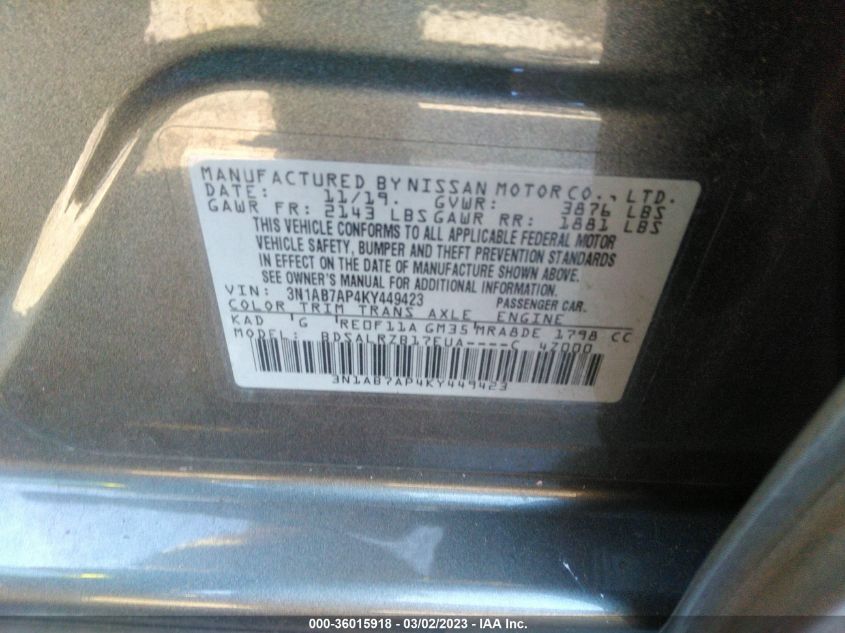 MANUFACTURED BY NISSAN MOTOR CO., LTD.
DATE: 11/19. GVWR: 3876 LBS
GAWR FR: 2143 LBS GAWR RR: 1881 LBS
THIS VEHICLE CONFORMS TO ALL APPLICABLE FEDERAL MOTOR
VEHICLE SAFETY, BUMPER AND THEFT PREVENTION STANDARDS
IN EFFECT ON THE DATE OF MANUFACTURE SHOWN ABOVE.
SEE OWNER'S MANUAL FOR ADDITIONAL INFORMATION.
VIN: 3N1AB7AP4KY449423 PASSENGER CAR.
COLOR TRIM TRANS AXLE ENGINE
KAD G RE0F11A GM35 MRA8DE 1798 CC
MODEL: BDSALRZB17EUA----C 4Z000
3N1AB7AP4KY449423
000-36015918 - 03/02/2023 - IAA Inc.